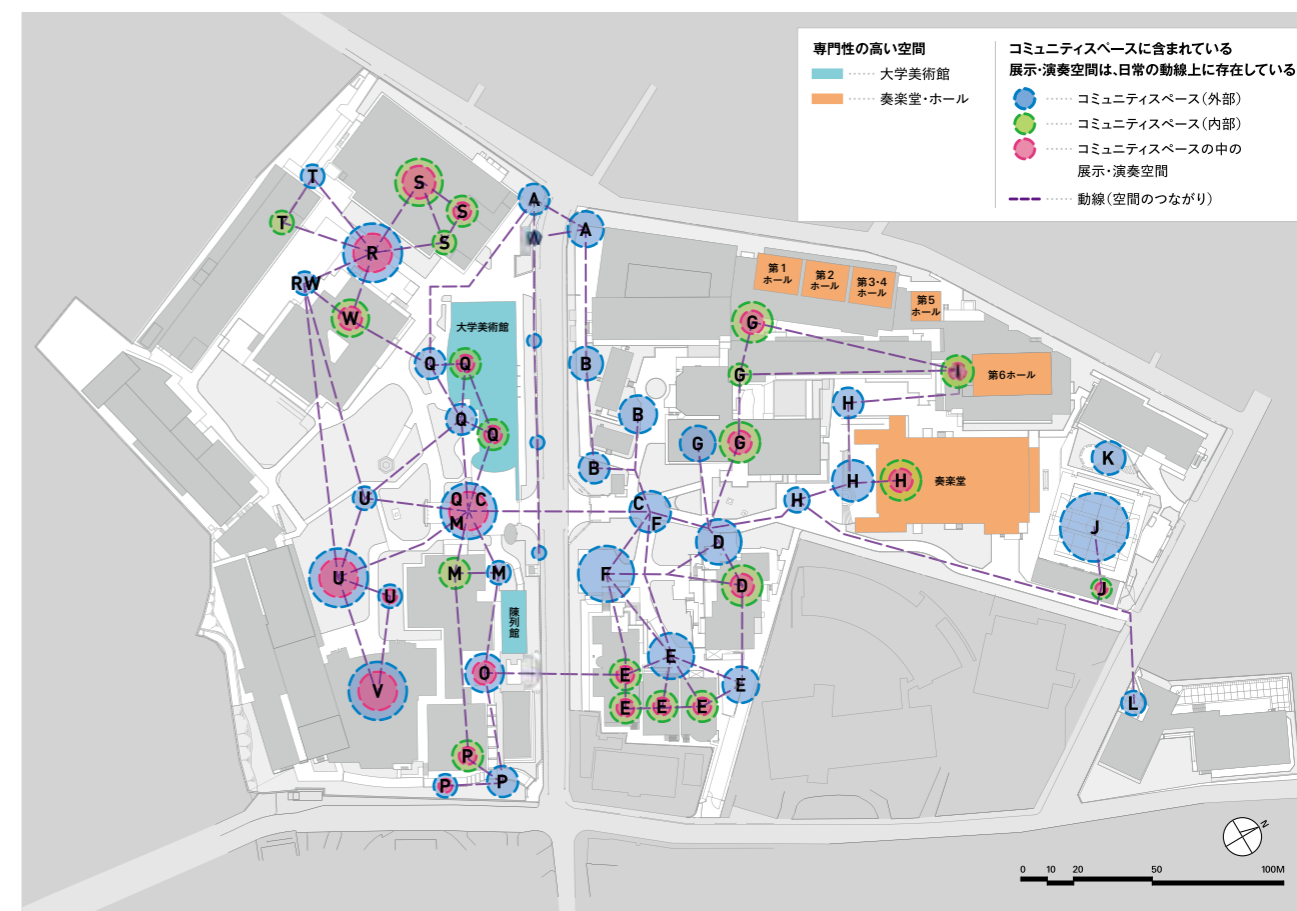 専門性の高い空間
大学美術館
奏楽堂・ホール
コミュニティスペースに含まれている
展示・演奏空間は、日常の動線上に存在している
コミュニティスペース(外部)
コミュニティスペース(内部)
コミュニティスペースの中の
展示・演奏空間
動線(空間のつながり)
T
S
S
T
S
R
A
A
RW
W
第1
ホール
第2
ホール
第3・4
ホール
第5
ホール
大学美術館
G
Q
Q
B
G
I
第6ホール
Q
Q
B
H
G
G
K
B
H
H
奏楽堂
U
Q C
M
C
F
H
J
D
U
M
M
F
D
J
U
陳列館
E
V
O
E
E
E
E
E
L
P
P
P
N
0 10 20 50 100M